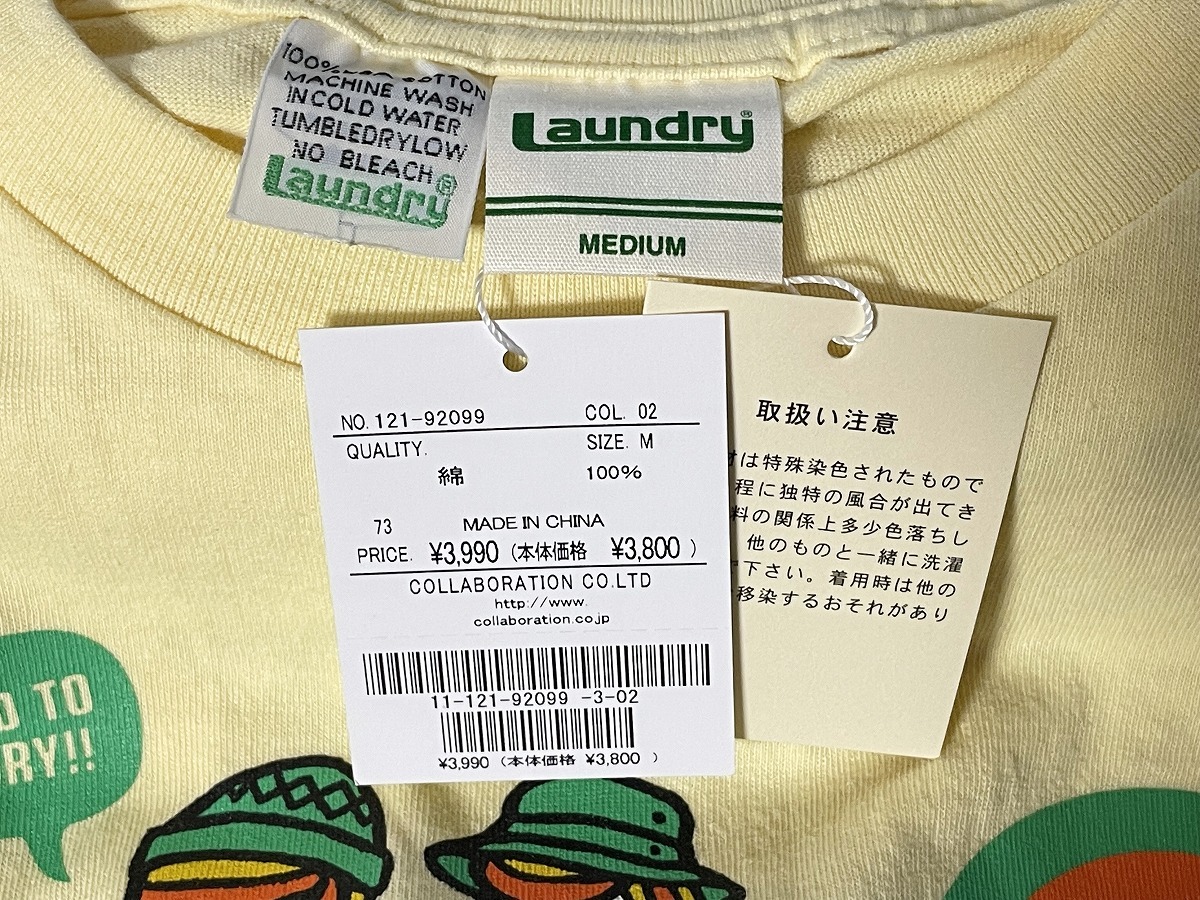 100% COTTON
MACHINE WASH
IN COLD WATER
TUMBLEDRYLOW
NO BLEACH
Laundry®
Laundry®
MEDIUM
NO. 121-92099 COL. 02
QUALITY. SIZE. M
綿 100%
73 MADE IN CHINA
PRICE. ¥3,990 (本体価格 ¥3,800 )
COLLABORATION CO.LTD
http://www.
collaboration.co.jp
11-121-92099 -3-02
¥3,990 (本体価格 ¥3,800 )
取扱い注意
は特殊染色されたもので
程に独特の風合が出てき
料の関係上多少色落ちし
他のものと一緒に洗濯
下さい。着用時は他の
移染するおそれがあり
TO
RY!!